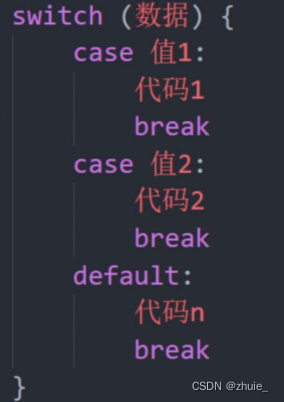 switch (数据) {
case 值1:
代码1
break
case 值2:
代码2
break
default:
代码n
break
}
CSDN @zhuie_